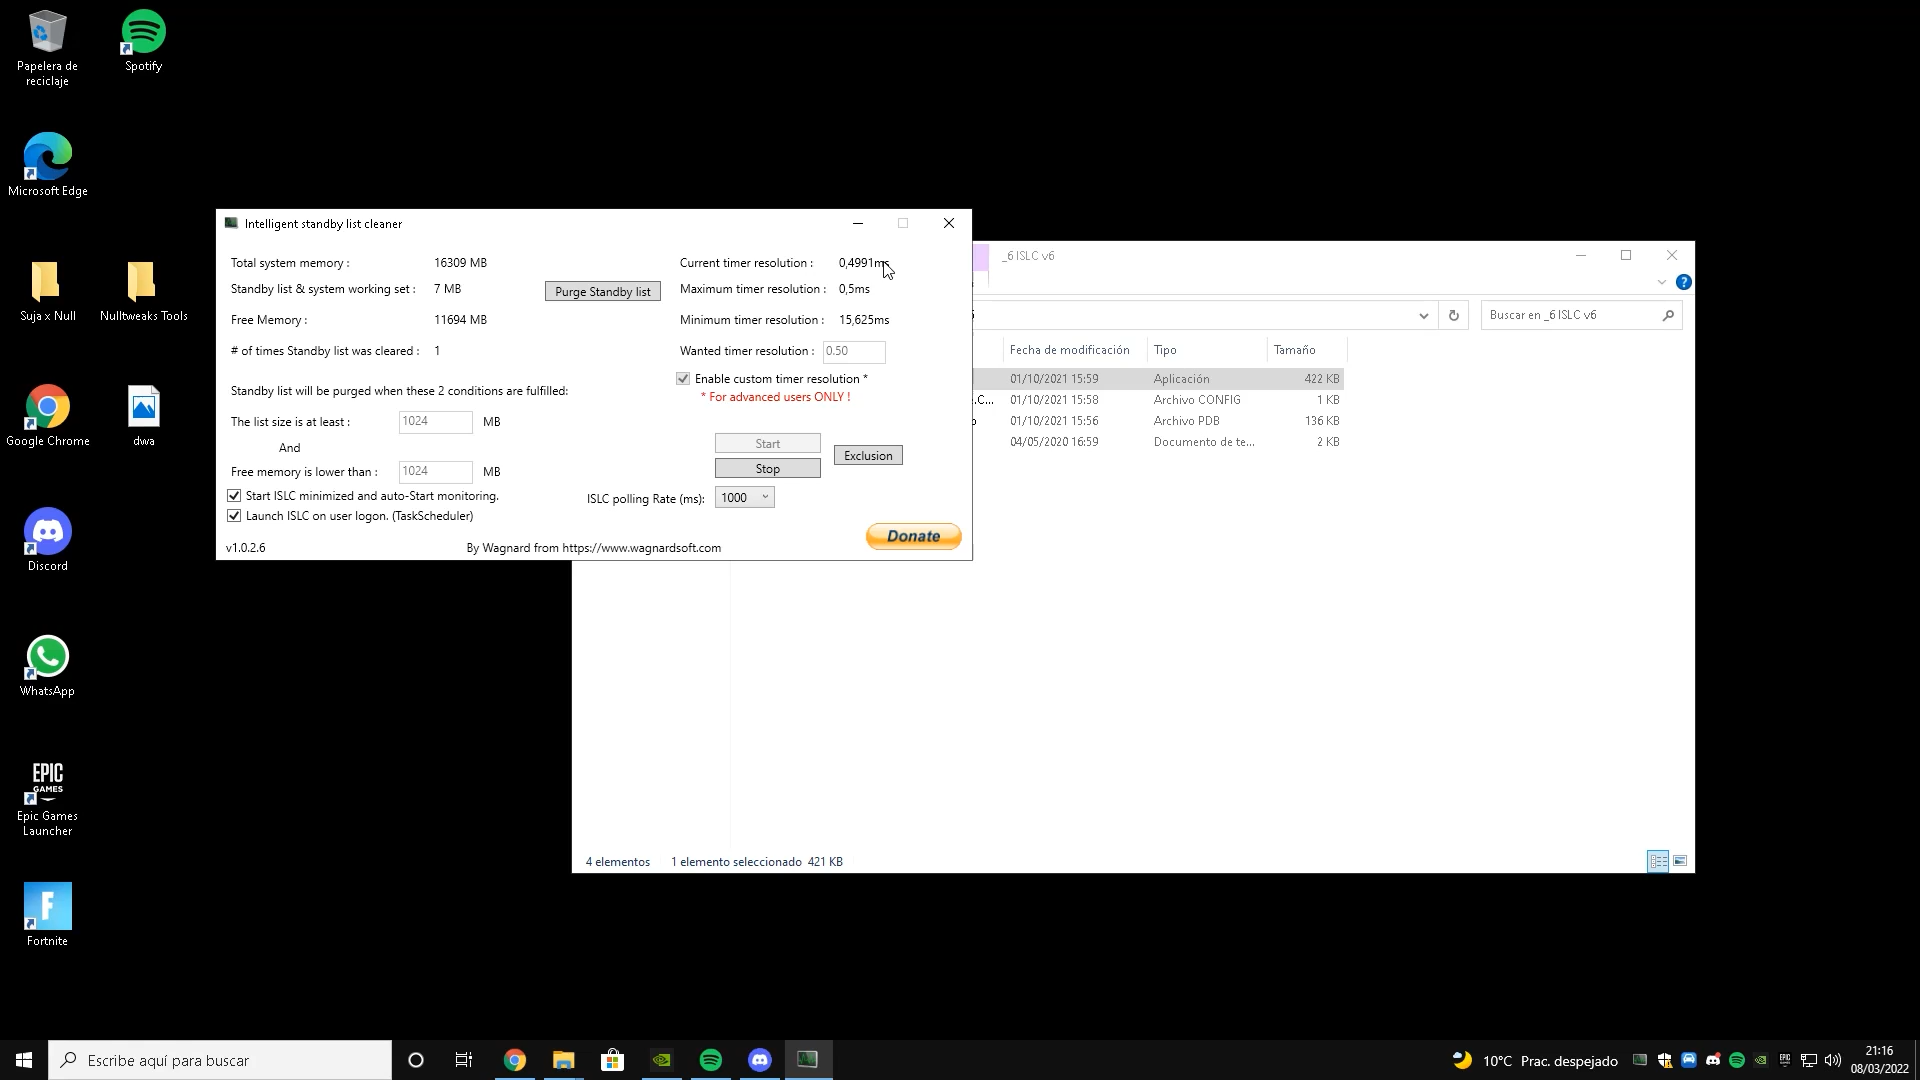 Papelera de
reciclaje
Spotify
Microsoft Edge
Suja x Null
Nulltweaks Tools
Google Chrome
dwa
Discord
WhatsApp
EPIC
GAMES
Epic Games
Launcher
Fortnite
Intelligent standby list cleaner
Total system memory : 16309 MB
Standby list & system working set : 7 MB
Purge Standby list
Free Memory : 11694 MB
# of times Standby list was cleared : 1
Standby list will be purged when these 2 conditions are fulfilled:
The list size is at least : 1024 MB
And
Free memory is lower than : 1024 MB
Start ISLC minimized and auto-Start monitoring.
Launch ISLC on user logon. (TaskScheduler)
v1.0.2.6
By Wagnard from https://www.wagnardsoft.com
Current timer resolution : 0,4991ms
Maximum timer resolution : 0,5ms
Minimum timer resolution : 15,625ms
Wanted timer resolution : 0.50
Enable custom timer resolution *
* For advanced users ONLY !
Start
Stop
Exclusion
ISLC polling Rate (ms): 1000
Donate
_6 ISLC v6
Buscar en _6 ISLC v6
Fecha de modificación Tipo Tamaño
01/10/2021 15:59 Aplicación 422 KB
.C... 01/10/2021 15:58 Archivo CONFIG 1 KB
01/10/2021 15:56 Archivo PDB 136 KB
04/05/2020 16:59 Documento de te... 2 KB
4 elementos 1 elemento seleccionado 421 KB
Escribe aquí para buscar
10°C Prac. despejado
21:16
08/03/2022